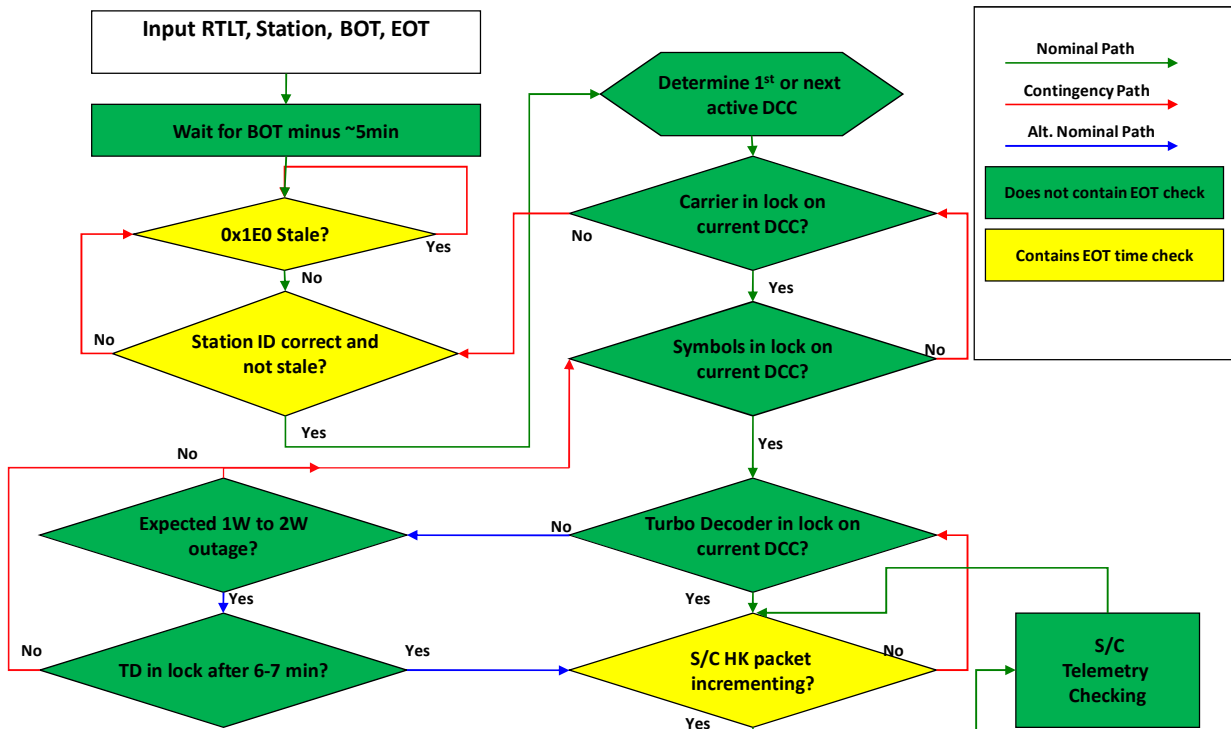 Input RTLT, Station, BOT, EOT
Wait for BOT minus ~5min
0x1E0 Stale?
Yes
No
Station ID correct and
not stale?
No
Yes
Determine 1st or next
active DCC
Carrier in lock on
current DCC?
No
Yes
Symbols in lock on
current DCC?
No
Yes
Turbo Decoder in lock on
current DCC?
No
Yes
Expected 1W to 2W
outage?
No
Yes
TD in lock after 6-7 min?
No
Yes
S/C HK packet
incrementing?
No
Yes
S/C
Telemetry
Checking
Nominal Path
Contingency Path
Alt. Nominal Path
Does not contain EOT check
Contains EOT time check